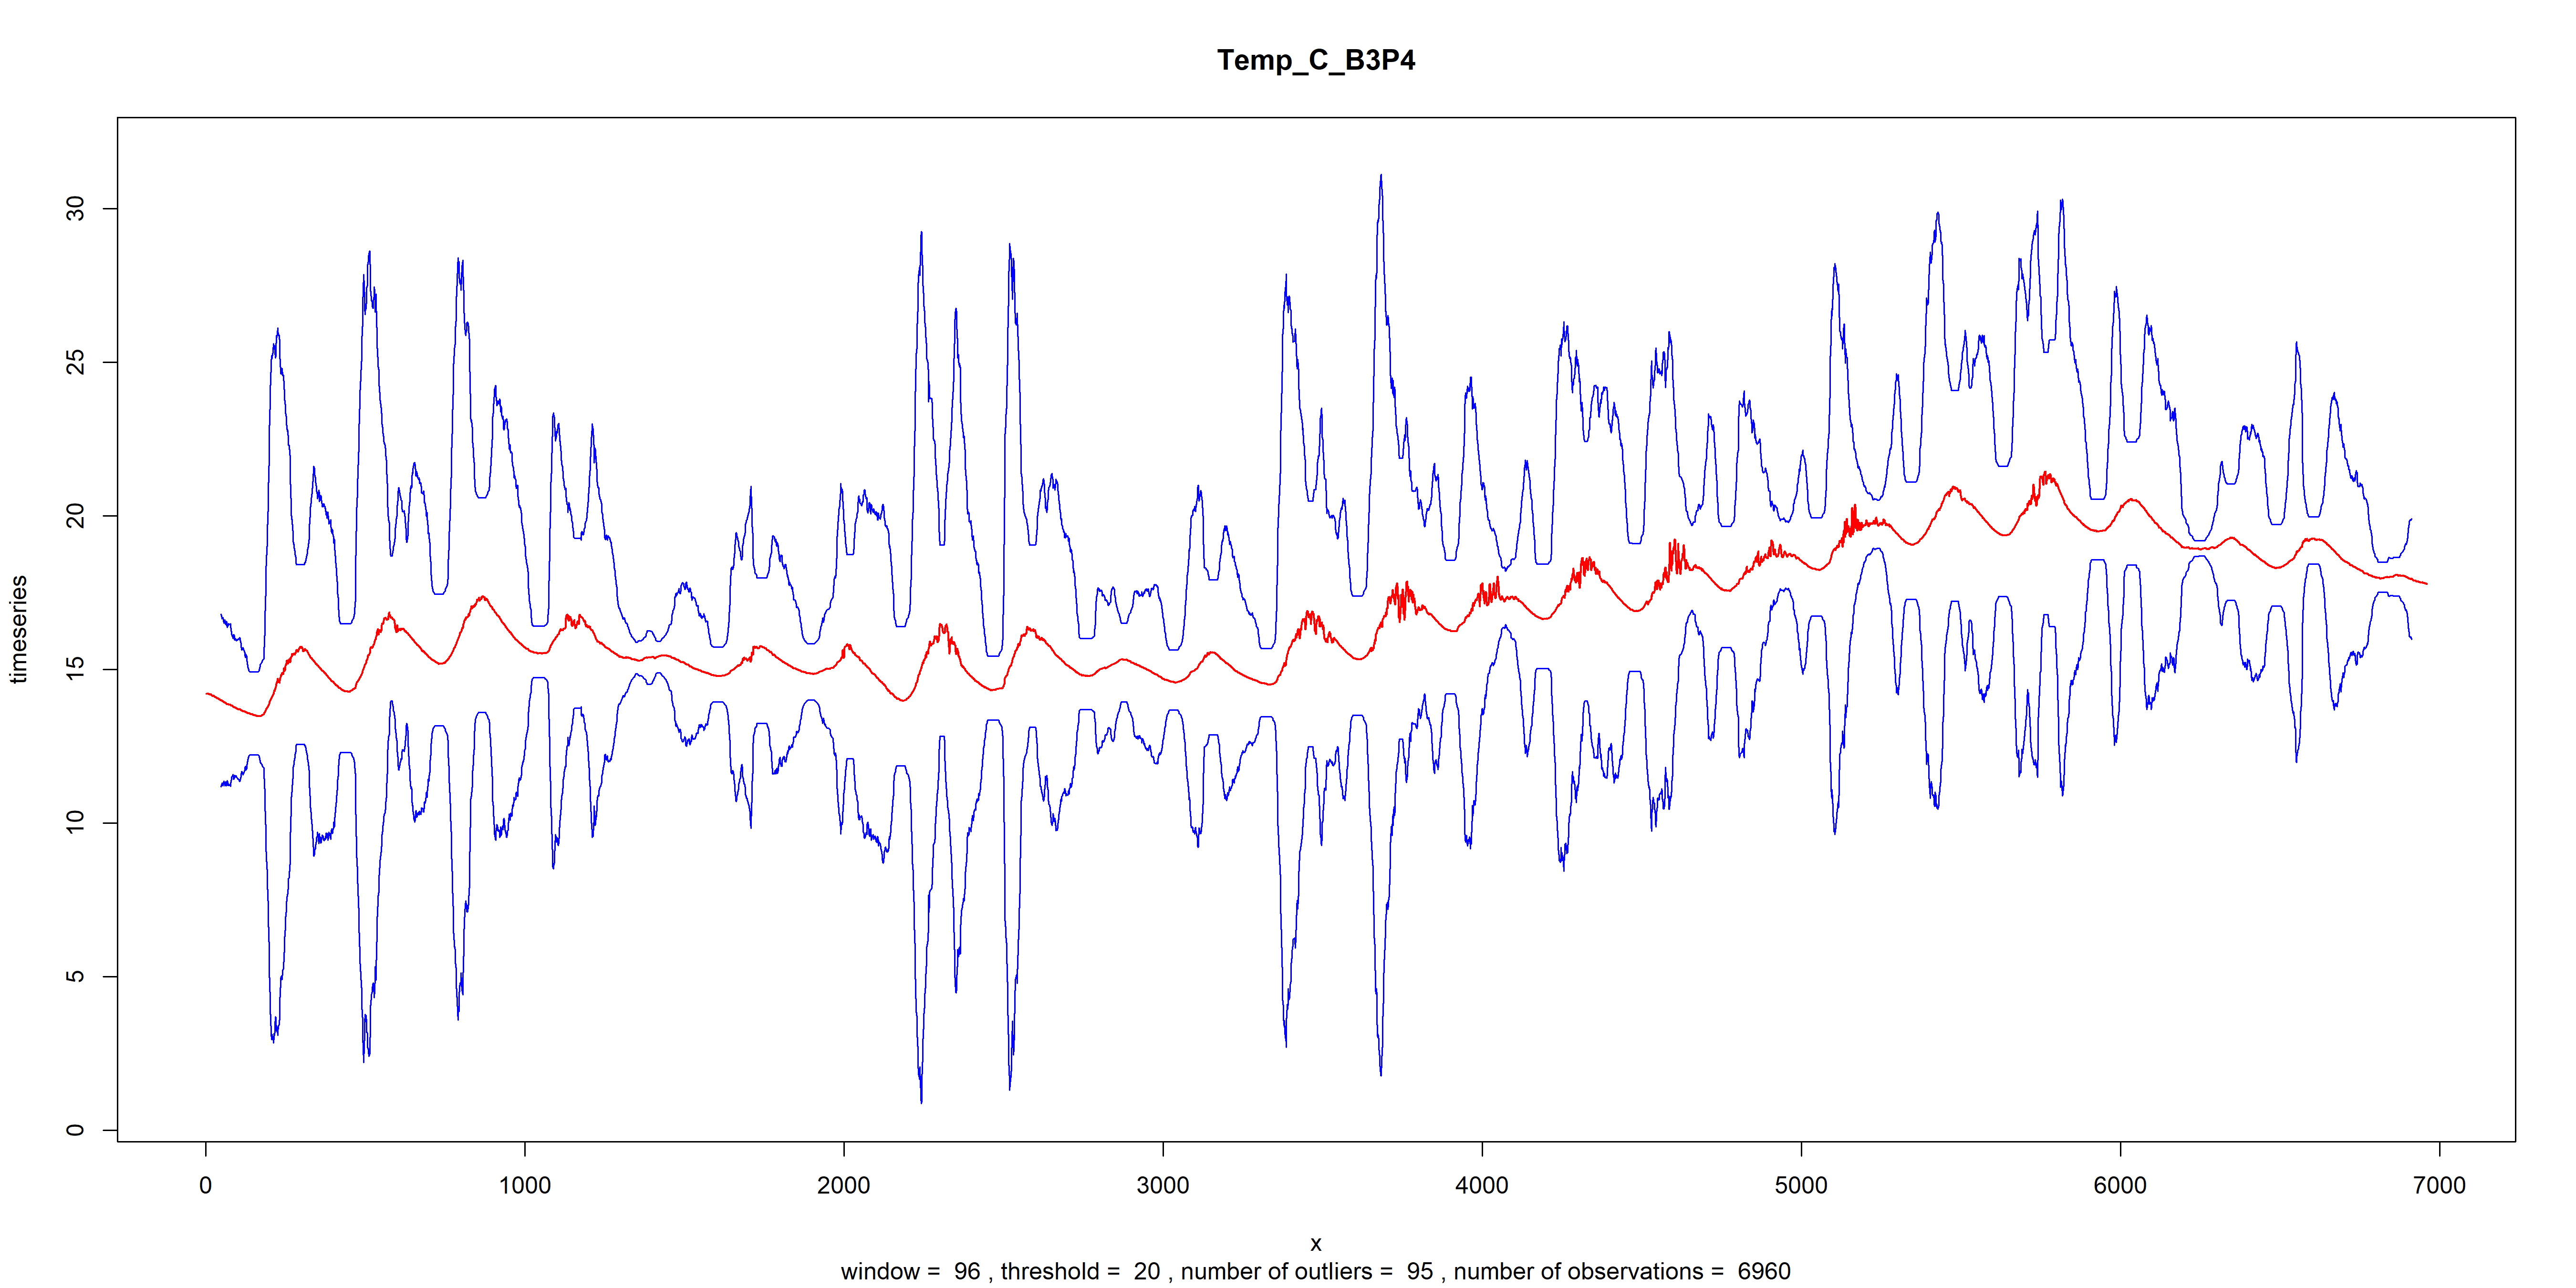 Temp_C_B3P4
timeseries
30
25
20
15
10
5
0
0 1000 2000 3000 4000 5000 6000 7000
x
window =  96 , threshold =  20 , number of outliers =  95 , number of observations =  6960